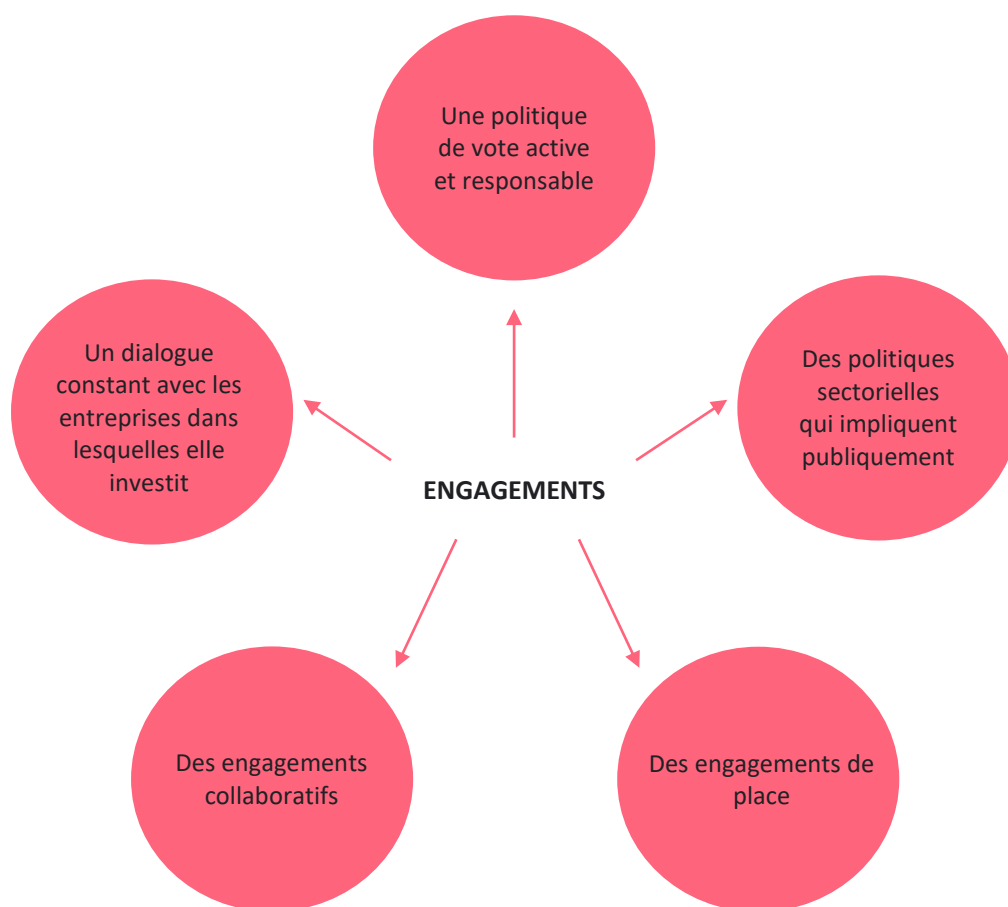 Une politique
de vote active
et responsable
Un dialogue
constant avec les
entreprises dans
lesquelles elle
investit
Des politiques
sectorielles
qui impliquent
publiquement
ENGAGEMENTS
Des engagements
collaboratifs
Des engagements de
place